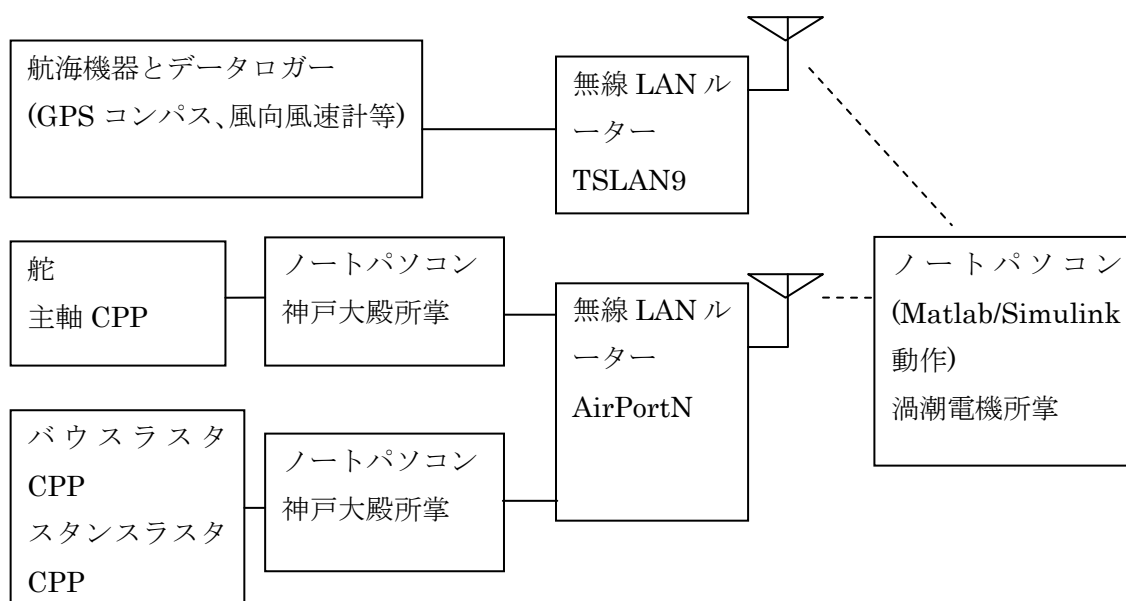 航海機器とデータロガー
(GPS コンパス、風向風速計等)
無線 LAN ル
ーター
TSLAN9
舵
主軸 CPP
ノートパソコン
神戸大殿所掌
無線 LAN ル
ーター
AirPortN
ノートパソコン
(Matlab/Simulink
動作)
渦潮電機所掌
バウスラスタ
CPP
スタンスラスタ
CPP
ノートパソコン
神戸大殿所掌